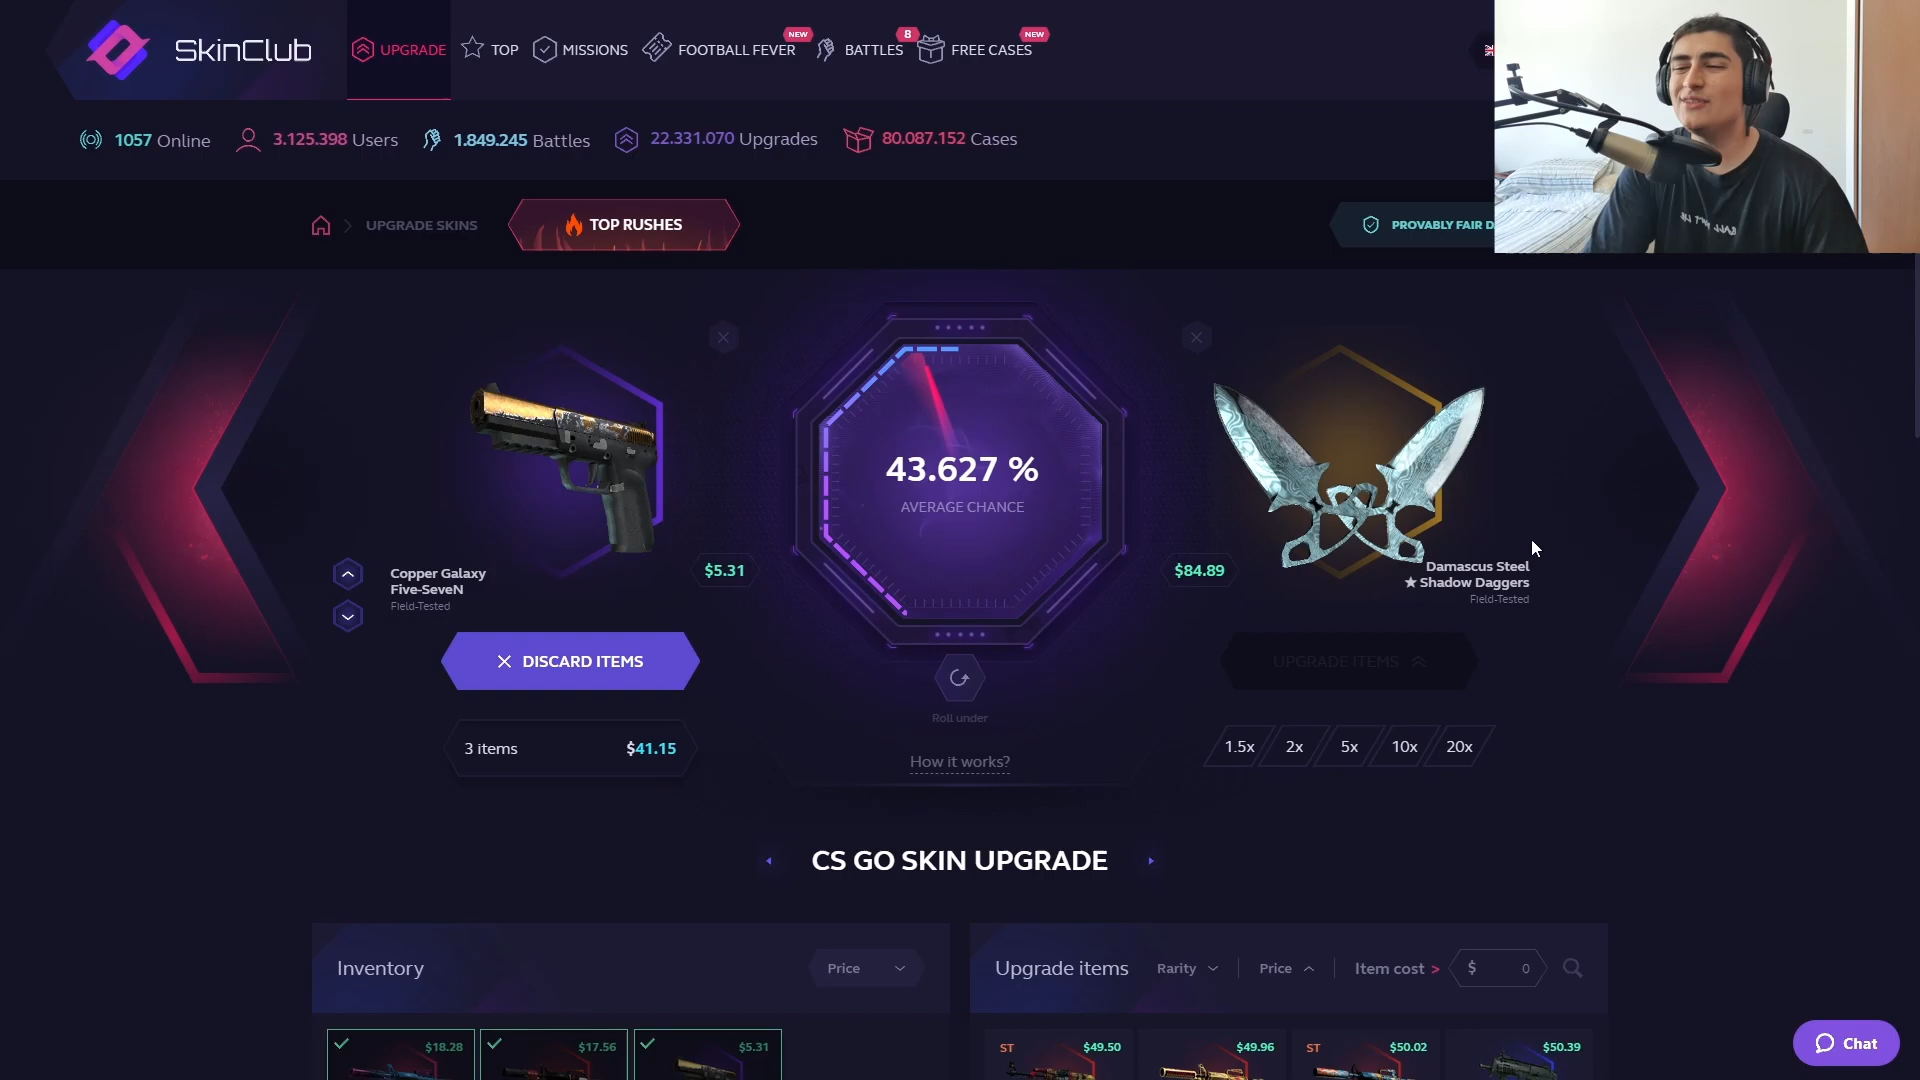 SkinClub
UPGRADE
TOP
MISSIONS
NEW
FOOTBALL FEVER
8
BATTLES
NEW
FREE CASES
1057 Online
3.125.398 Users
1.849.245 Battles
22.331.070 Upgrades
80.087.152 Cases
UPGRADE SKINS
TOP RUSHES
PROVABLY FAIR D
43.627 %
AVERAGE CHANCE
Copper Galaxy
Five-SeveN
Field-Tested
$5.31
$84.89
Damascus Steel
★ Shadow Daggers
Field-Tested
DISCARD ITEMS
UPGRADE ITEMS
Roll under
3 items
$41.15
How it works?
1.5x
2x
5x
10x
20x
CS GO SKIN UPGRADE
Inventory
Price
Upgrade items
Rarity
Price
Item cost >
$ 0
$18.28
$17.56
$5.31
ST
$49.50
$49.96
ST
$50.02
$50.39
Chat